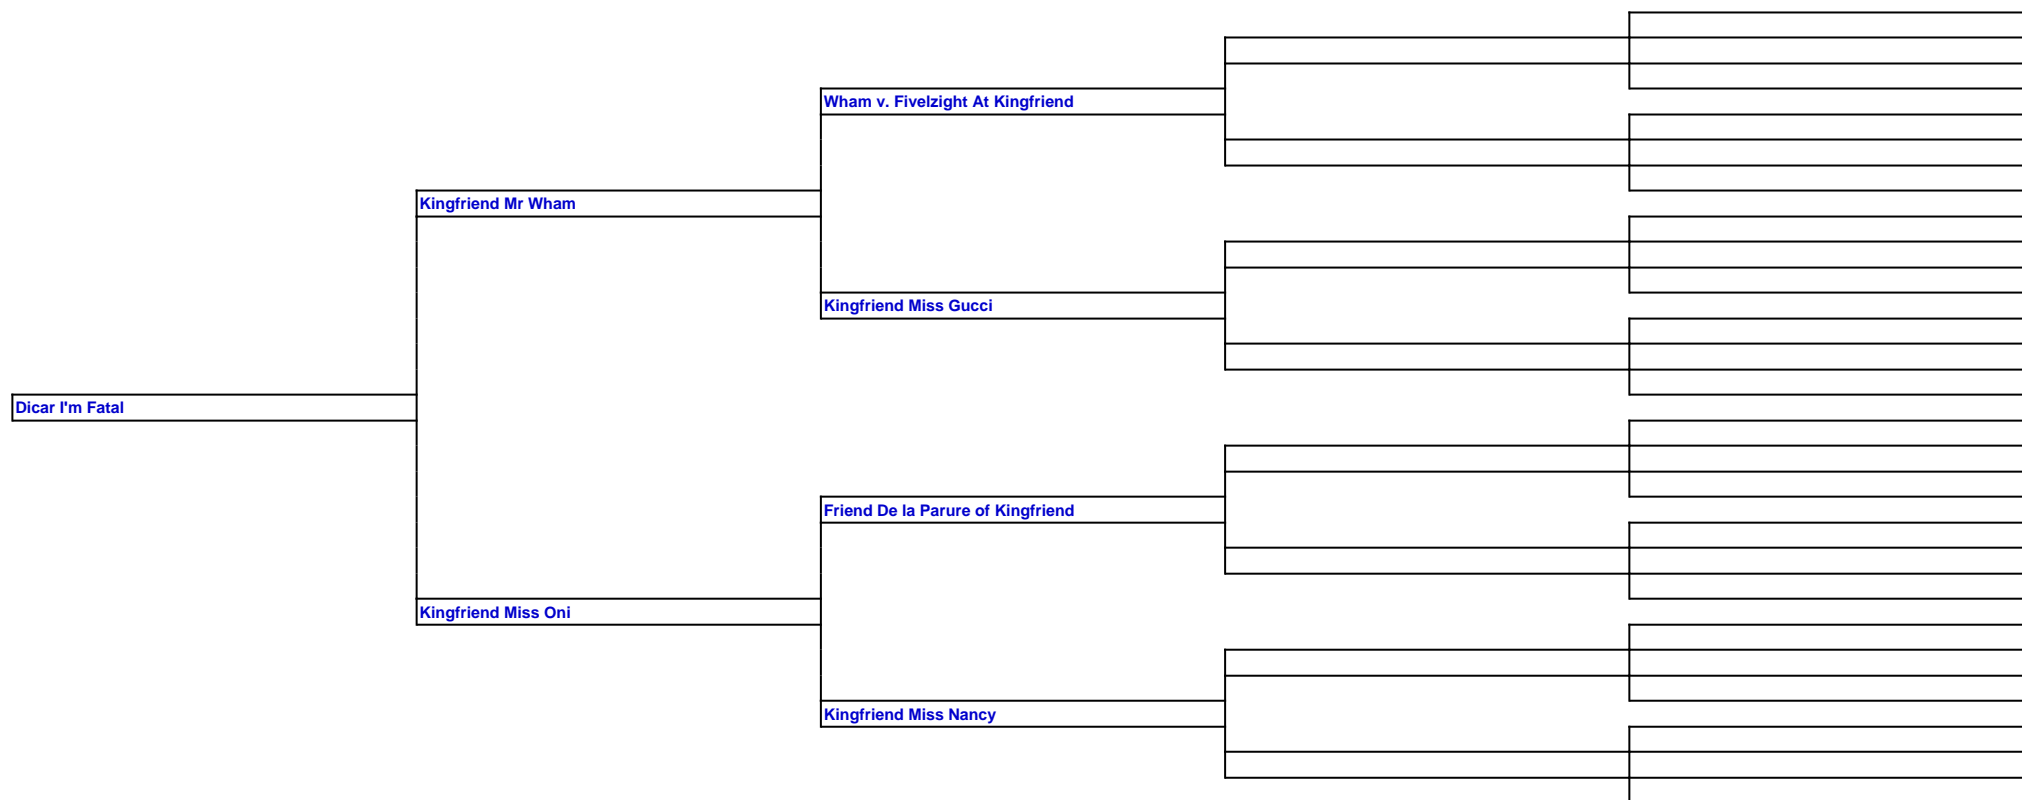 Wham v. Fivelzight At Kingfriend
Kingfriend Mr Wham
Kingfriend Miss Gucci
Dicar I'm Fatal
Friend De la Parure of Kingfriend
Kingfriend Miss Oni
Kingfriend Miss Nancy